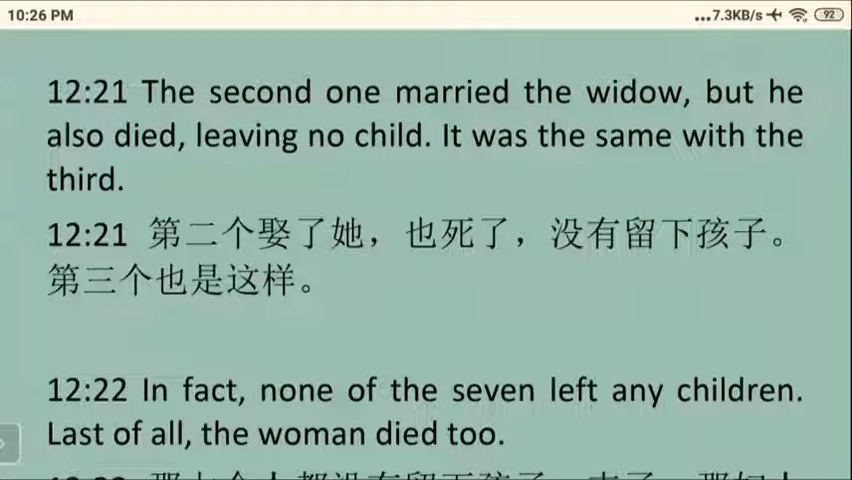 10:26 PM
...7.3KB/s
92
12:21 The second one married the widow, but he
also died, leaving no child. It was the same with the
third.
12:21 第二个娶了她，也死了，没有留下孩子。
第三个也是这样。
12:22 In fact, none of the seven left any children.
Last of all, the woman died too.